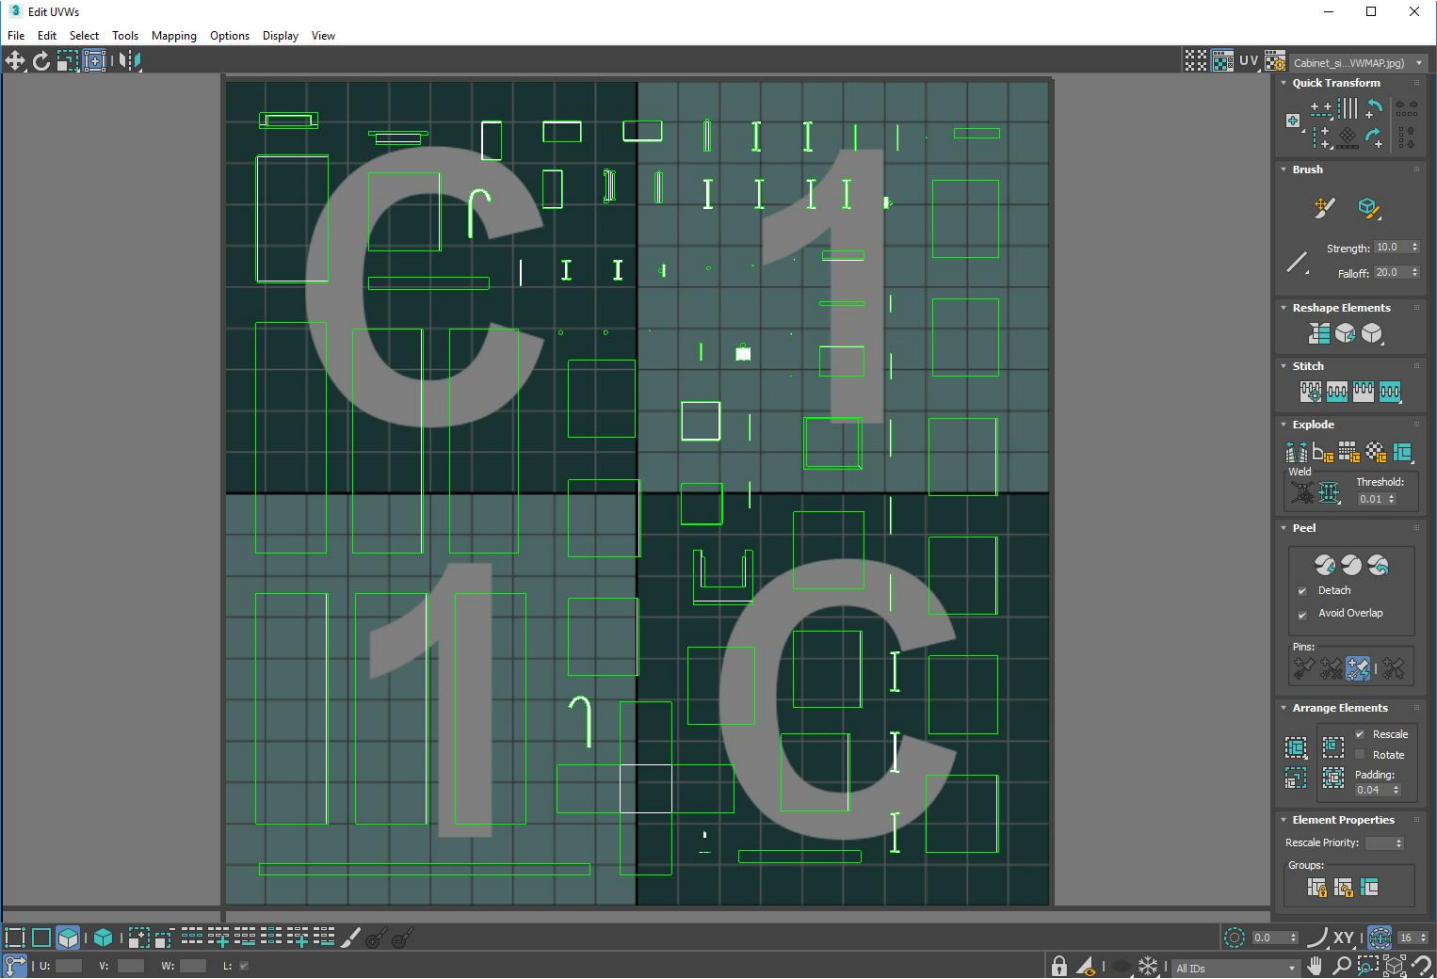 3 Edit UVWs
File Edit Select Tools Mapping Options Display View
UV Cabinet_si...VWMAP.jpg)
Quick Transform
Brush
Strength: 10.0
Falloff: 20.0
Reshape Elements
Stitch
Explode
Weld
Threshold:
0.01
Peel
Detach
Avoid Overlap
Pins:
Arrange Elements
Rescale
Rotate
Padding:
0.04
Element Properties
Rescale Priority:
Groups:
C 1
1 C
0.0 XY 16
U: V: W: L: All IDs